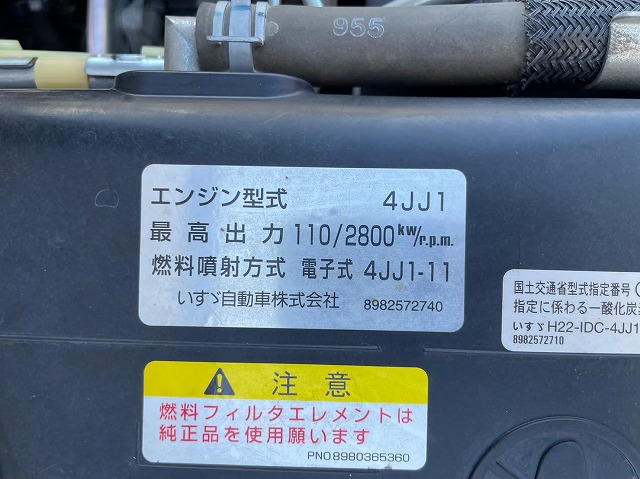 955
エンジン型式 4JJ1
最高出力 110/2800kw/r.p.m.
燃料噴射方式 電子式 4JJ1-11
いすゞ自動車株式会社 8982572740
国土交通省型式指定番号
指定に係わる一酸化炭
いすゞH22-IDC-4JJ1
8982572710
注意
燃料フィルタエレメントは
純正品を使用願います
PNO8980365360